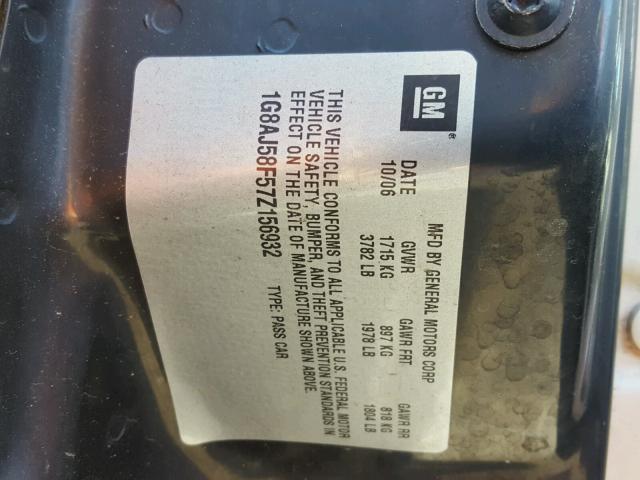 GM®
MFD BY GENERAL MOTORS CORP
DATE GVWR GAWR FRT GAWR RR
10/06 1715 KG 897 KG 818 KG
3782 LB 1978 LB 1804 LB
THIS VEHICLE CONFORMS TO ALL APPLICABLE U.S. FEDERAL MOTOR
VEHICLE SAFETY, BUMPER, AND THEFT PREVENTION STANDARDS IN
EFFECT ON THE DATE OF MANUFACTURE SHOWN ABOVE.
1G8AJ58F57Z156932 TYPE: PASS CAR